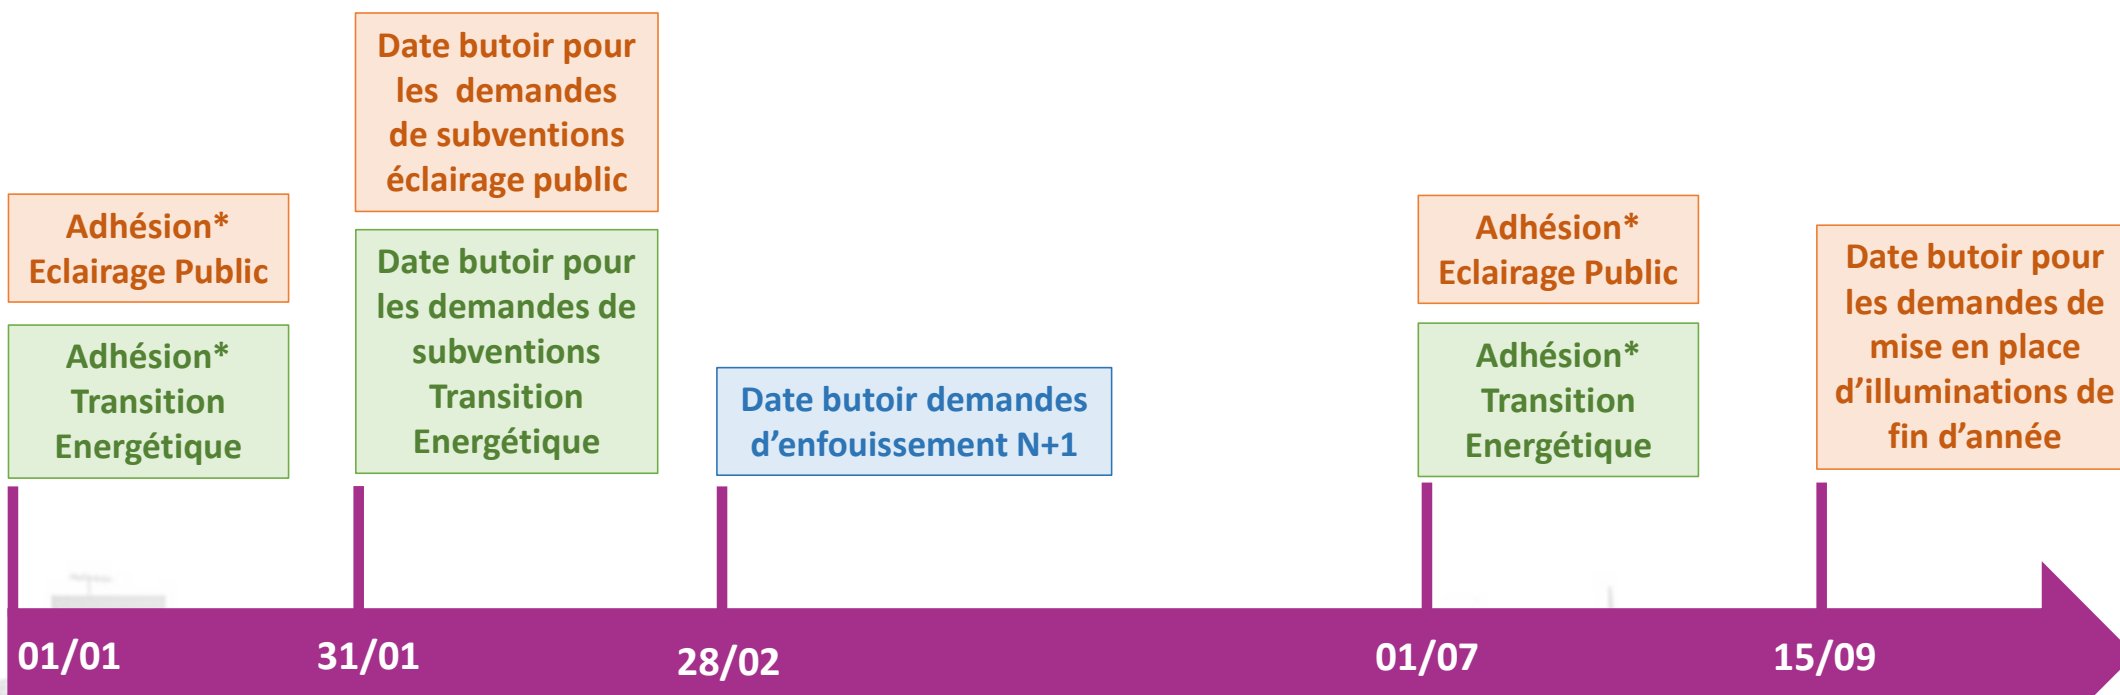 Date butoir pour
les demandes
de subventions
éclairage public
Adhésion*
Eclairage Public
Adhésion*
Transition
Energétique
Date butoir pour
les demandes de
subventions
Transition
Energétique
Date butoir demandes
d'enfouissement N+1
Adhésion*
Eclairage Public
Adhésion*
Transition
Energétique
Date butoir pour
les demandes de
mise en place
d'illuminations de
fin d'année
01/01
31/01
28/02
01/07
15/09